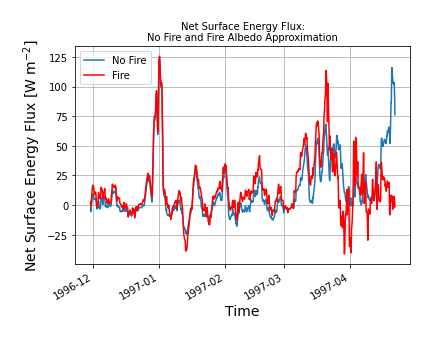 Net Surface Energy Flux:
No Fire and Fire Albedo Approximation
Net Surface Energy Flux [W m⁻²]
125
100
75
50
25
0
−25
No Fire
Fire
1996-12
1997-01
1997-02
1997-03
1997-04
Time